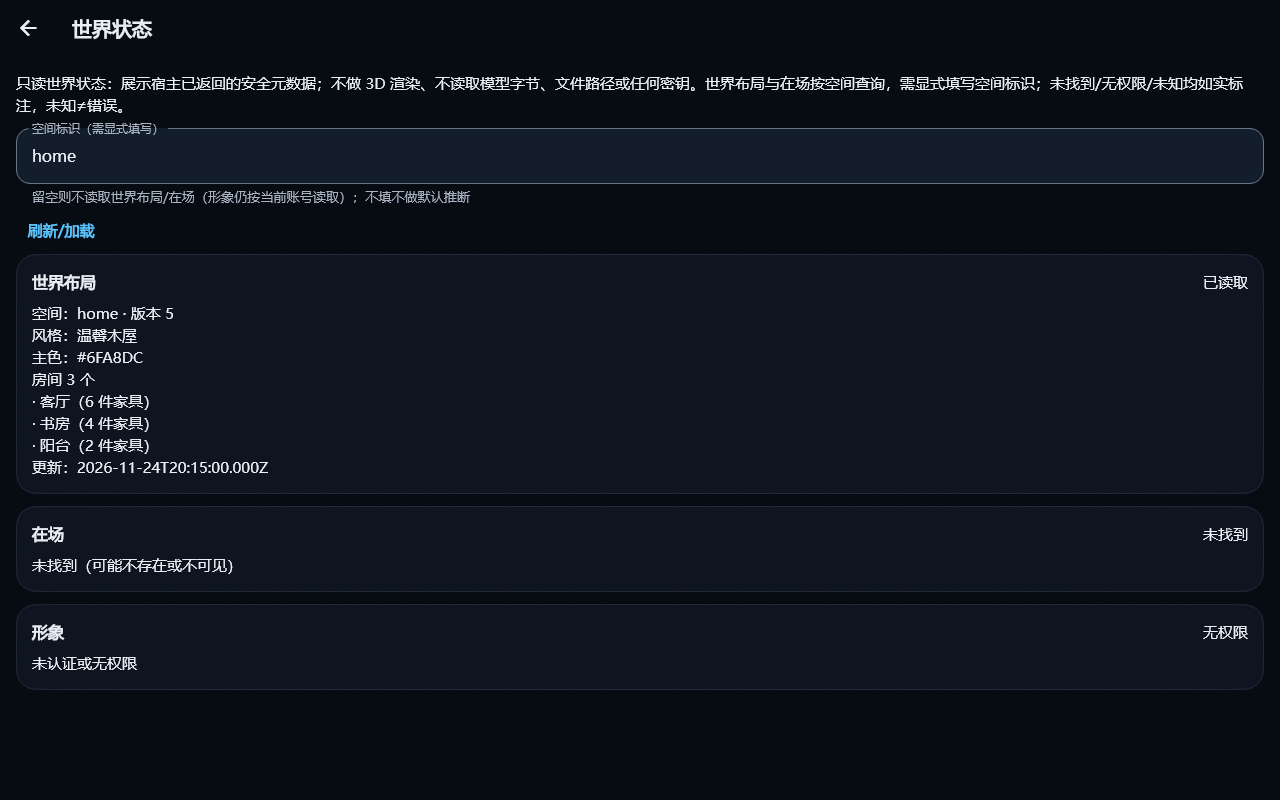 世界状态
只读世界状态：展示宿主已返回的安全元数据；不做 3D 渲染、不读取模型字节、文件路径或任何密钥。世界布局与在场按空间查询，需显式填写空间标识；未找到/无权限/未知均如实标
注，未知≠错误。
空间标识（需显式填写）
home
留空则不读取世界布局/在场（形象仍按当前账号读取）；不填不做默认推断
刷新/加载
世界布局 已读取
空间：home · 版本 5
风格：温馨木屋
主色：#6FA8DC
房间 3 个
· 客厅（6 件家具）
· 书房（4 件家具）
· 阳台（2 件家具）
更新：2026-11-24T20:15:00.000Z
在场 未找到
未找到（可能不存在或不可见）
形象 无权限
未认证或无权限